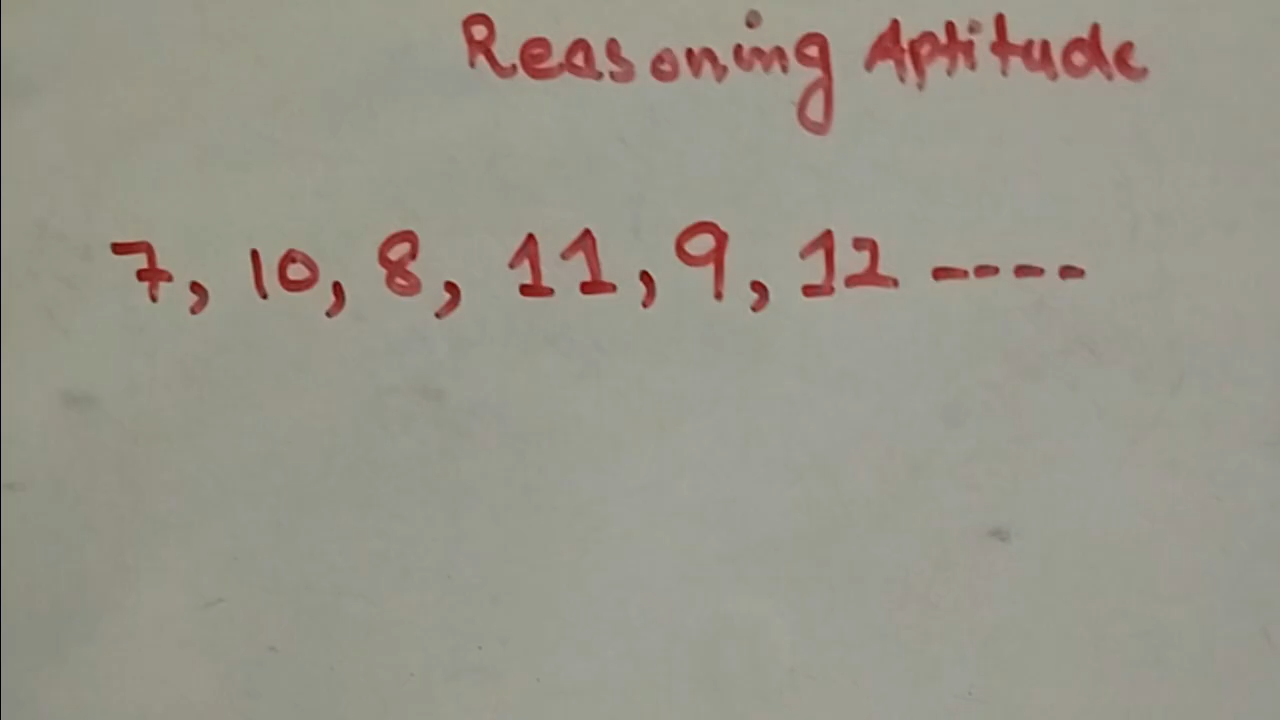 Reasoning Aptitude
7, 10, 8, 11, 9, 12 ----